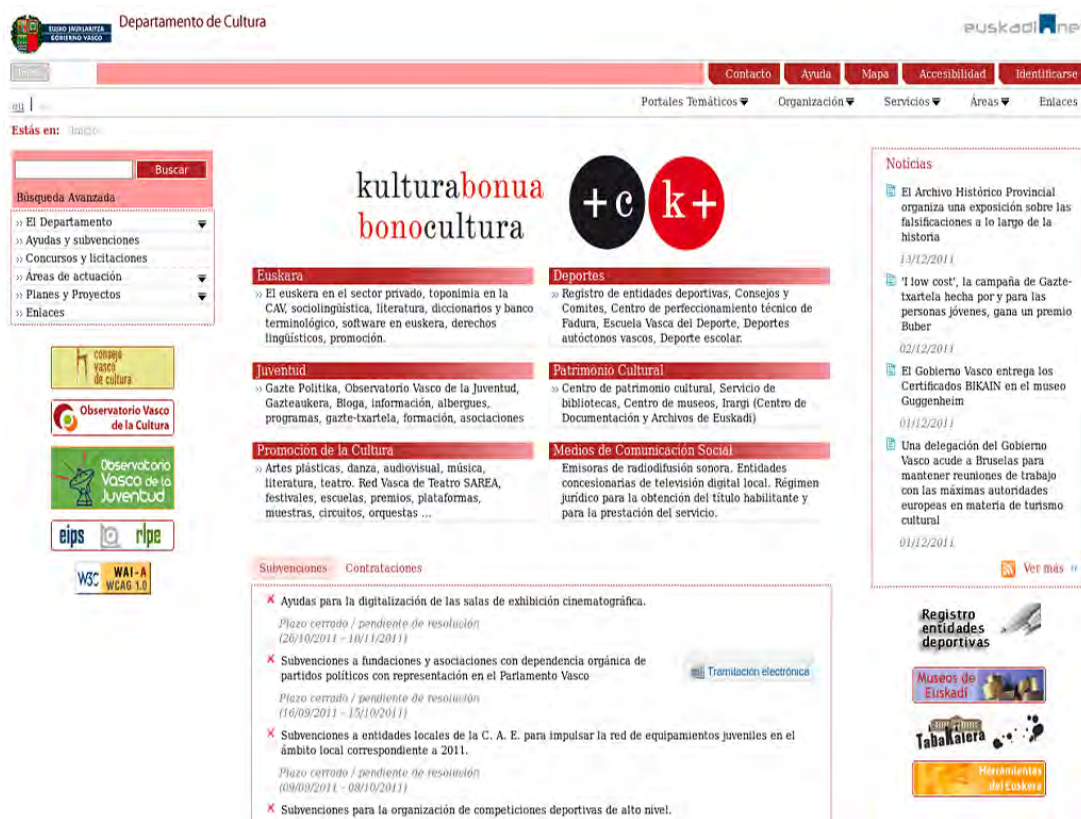 EUSKO JAURLARITZA
GOBIERNO VASCO
Departamento de Cultura
euskadi.net
Contacto
Ayuda
Mapa
Accesibilidad
Identificarse
eu |
Portales Temáticos
Organización
Servicios
Áreas
Enlaces
Estás en: Inicio
Buscar
Búsqueda Avanzada
» El Departamento
» Ayudas y subvenciones
» Concursos y licitaciones
» Áreas de actuación
» Planes y Proyectos
» Enlaces
consejo
vasco
de cultura
Observatorio Vasco
de la Cultura
Observatorio
Vasco de la
Juventud
eips rlpe
W3C WAI-A
WCAG 1.0
kulturabonua
bonocultura
+c k+
Euskara
» El euskera en el sector privado, toponimia en la
CAV, sociolingüística, literatura, diccionarios y banco
terminológico, software en euskera, derechos
lingüísticos, promoción.
Deportes
» Registro de entidades deportivas, Consejos y
Comites, Centro de perfeccionamiento técnico de
Fadura, Escuela Vasca del Deporte, Deportes
autóctonos vascos, Deporte escolar.
Juventud
» Gazte Politika, Observatorio Vasco de la Juventud,
Gazteaukera, Bloga, información, albergues,
programas, gazte-txartela, formación, asociaciones
Patrimonio Cultural
» Centro de patrimonio cultural, Servicio de
bibliotecas, Centro de museos, Irargi (Centro de
Documentación y Archivos de Euskadi)
Promoción de la Cultura
» Artes plásticas, danza, audiovisual, música,
literatura, teatro. Red Vasca de Teatro SAREA,
festivales, escuelas, premios, plataformas,
muestras, circuitos, orquestas ...
Medios de Comunicación Social
Emisoras de radiodifusión sonora. Entidades
concesionarias de televisión digital local. Régimen
jurídico para la obtención del título habilitante y
para la prestación del servicio.
Subvenciones
Contrataciones
Ayudas para la digitalización de las salas de exhibición cinematográfica.
Plazo cerrado / pendiente de resolución
(26/10/2011 - 10/11/2011)
Subvenciones a fundaciones y asociaciones con dependencia orgánica de
partidos políticos con representación en el Parlamento Vasco
Tramitación electrónica
Plazo cerrado / pendiente de resolución
(16/09/2011 - 15/10/2011)
Subvenciones a entidades locales de la C. A. E. para impulsar la red de equipamientos juveniles en el
ámbito local correspondiente a 2011.
Plazo cerrado / pendiente de resolución
(09/09/2011 - 08/10/2011)
Subvenciones para la organización de competiciones deportivas de alto nivel.
Noticias
El Archivo Histórico Provincial
organiza una exposición sobre las
falsificaciones a lo largo de la
historia
13/12/2011
'I low cost', la campaña de Gazte-
txartela hecha por y para las
personas jóvenes, gana un premio
Buber
02/12/2011
El Gobierno Vasco entrega los
Certificados BIKAIN en el museo
Guggenheim
01/12/2011
Una delegación del Gobierno
Vasco acude a Bruselas para
mantener reuniones de trabajo
con las máximas autoridades
europeas en materia de turismo
cultural
01/12/2011
Ver más »
Registro
entidades
deportivas
Museos de
Euskadi
Tabakalera
Herramientas
del Euskera